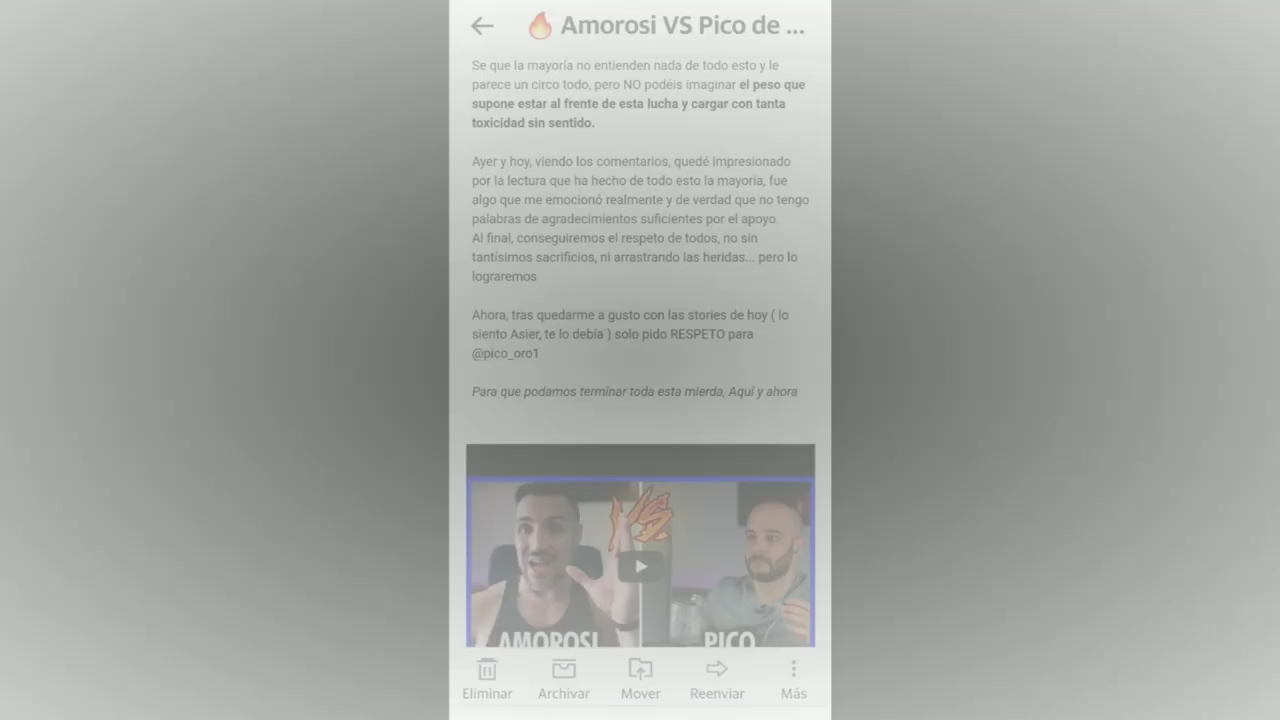 🔥 Amorosi VS Pico de ...
Se que la mayoría no entienden nada de todo esto y le
parece un circo todo, pero NO podéis imaginar el peso que
supone estar al frente de esta lucha y cargar con tanta
toxicidad sin sentido.
Ayer y hoy, viendo los comentarios, quedé impresionado
por la lectura que ha hecho de todo esto la mayoría, fue
algo que me emocionó realmente y de verdad que no tengo
palabras de agradecimientos suficientes por el apoyo.
Al final, conseguiremos el respeto de todos, no sin
tantísimos sacrificios, ni arrastrando las heridas... pero lo
lograremos
Ahora, tras quedarme a gusto con las stories de hoy ( lo
siento Asier, te lo debía ) solo pido RESPETO para
@pico_oro1
Para que podamos terminar toda esta mierda, Aquí y ahora
VS
AMOROSI PICO
Eliminar Archivar Mover Reenviar Más